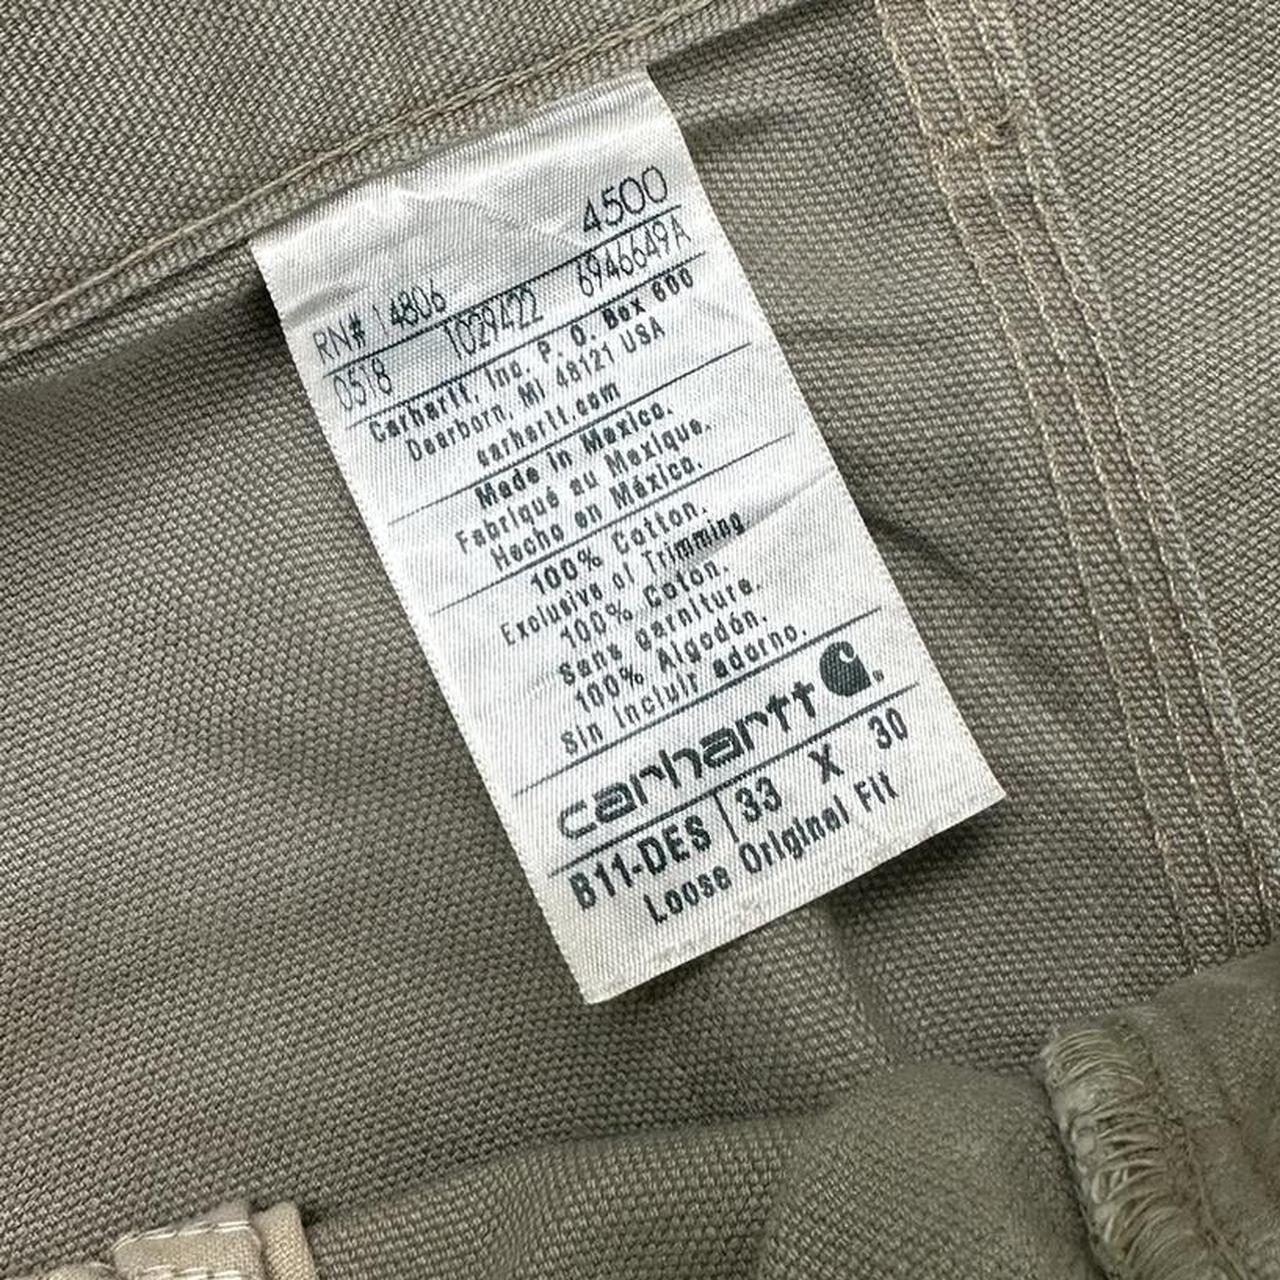 4500
RN# 14806
0518 1029422 6946649A
Carhartt, Inc. P. O. Box 600
Dearborn, MI 48121 USA
carhartt.com
Made in Mexico.
Fabriqué au Mexique.
Hecho en México.
100% Cotton.
Exclusive of Trimming
100% Coton.
Sans garniture.
100% Algodón.
Sin Incluir adorno.
carhartt C®
B11-DES 33 X 30
Loose Original Fit